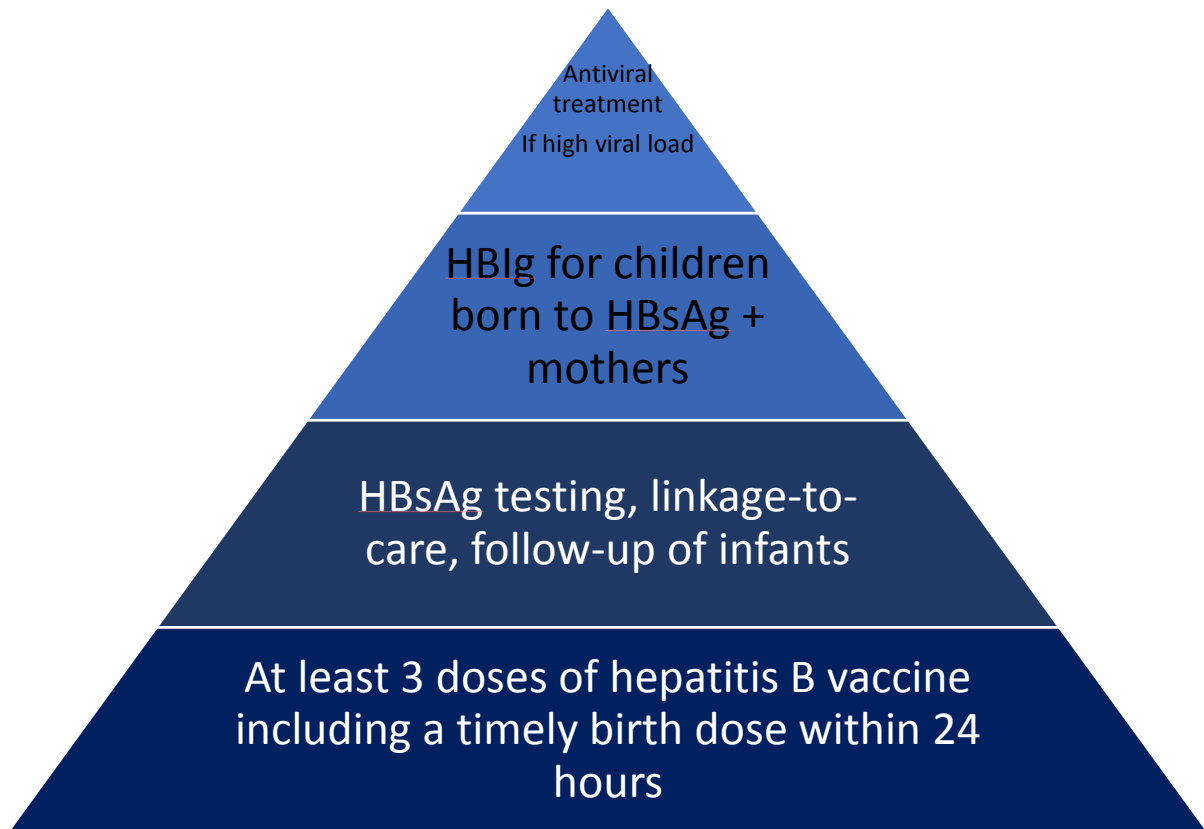 Antiviral
treatment
If high viral load
HBIg for children
born to HBsAg +
mothers
HBsAg testing, linkage-to-
care, follow-up of infants
At least 3 doses of hepatitis B vaccine
including a timely birth dose within 24
hours